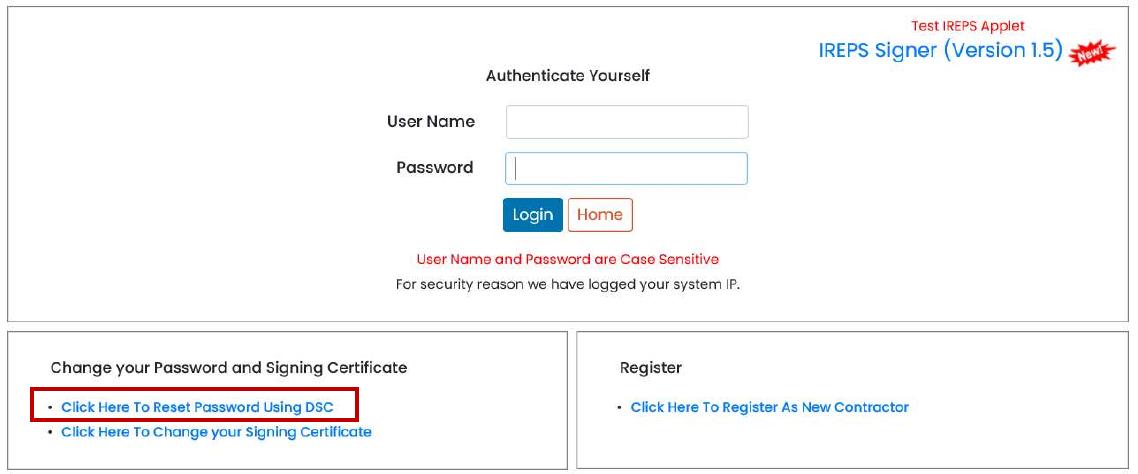 Test IREPS Applet
IREPS Signer (Version 1.5) New!
Authenticate Yourself
User Name
Password
Login Home
User Name and Password are Case Sensitive
For security reason we have logged your system IP.
Change your Password and Signing Certificate
• Click Here To Reset Password Using DSC
• Click Here To Change your Signing Certificate
Register
• Click Here To Register As New Contractor